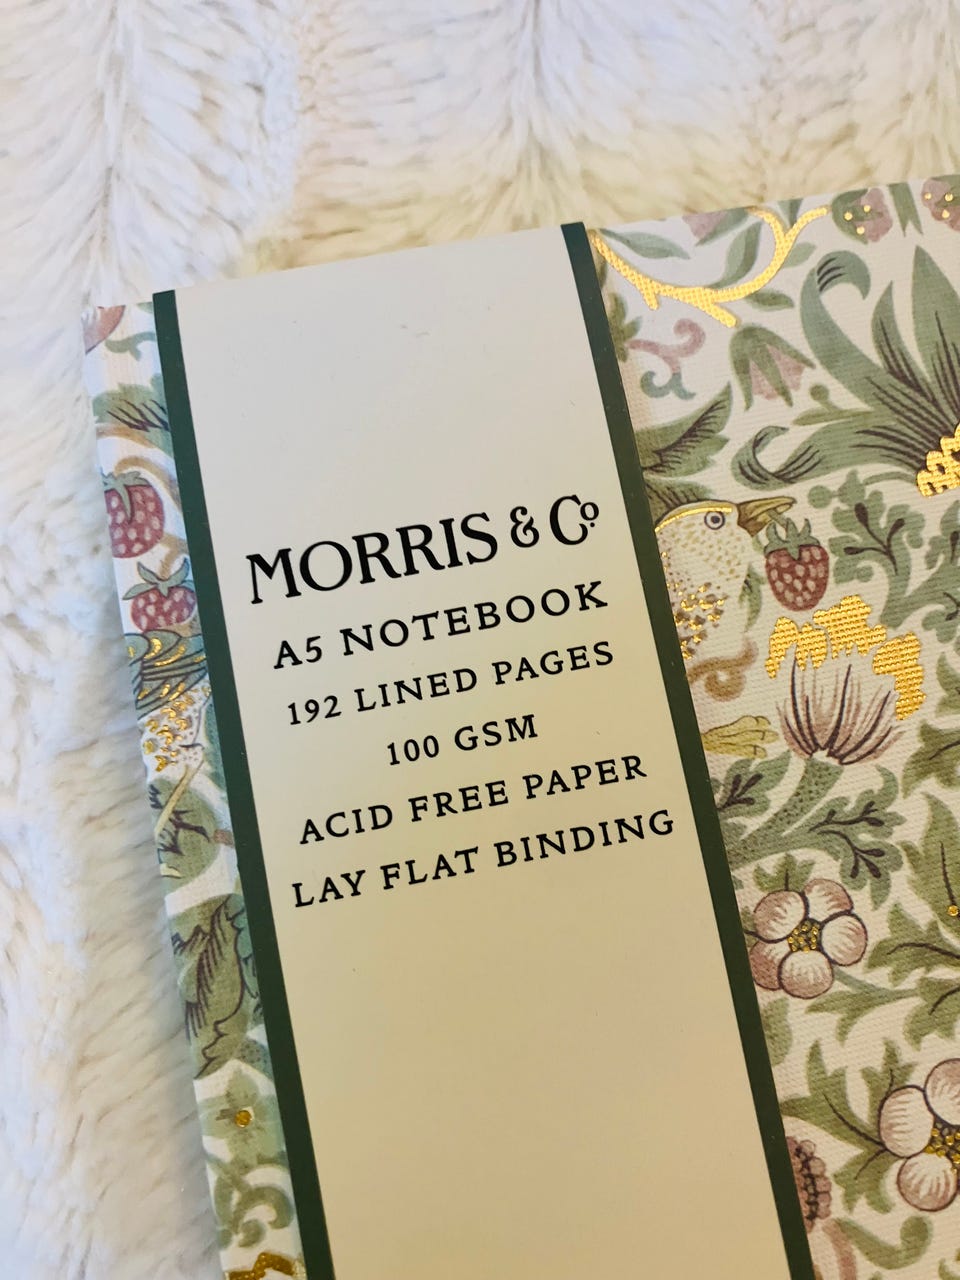 MORRIS & Co
A5 NOTEBOOK
192 LINED PAGES
100 GSM
ACID FREE PAPER
LAY FLAT BINDING